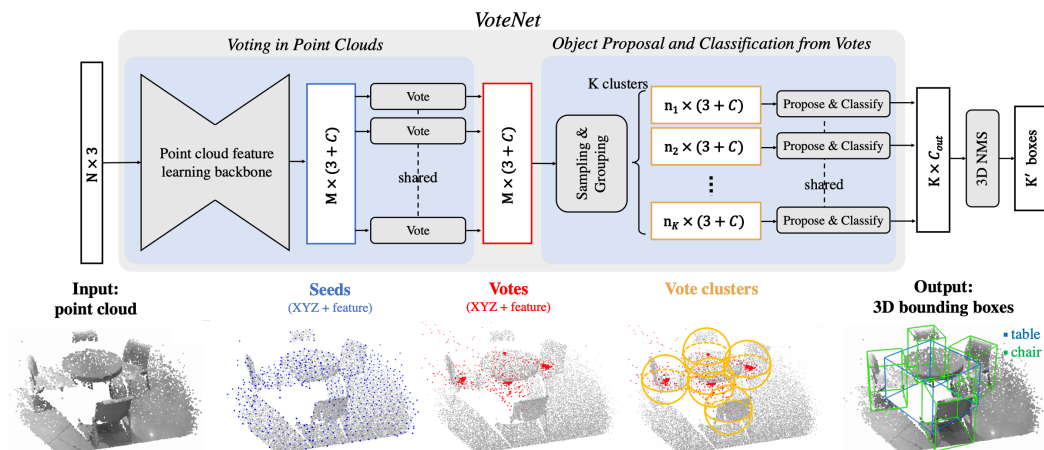 VoteNet
Voting in Point Clouds
Object Proposal and Classification from Votes
N × 3
Point cloud feature
learning backbone
M × (3 + C)
Vote
Vote
shared
Vote
M × (3 + C)
Sampling &
Grouping
K clusters
n₁ × (3 + C)
n₂ × (3 + C)
...
n_K × (3 + C)
Propose & Classify
Propose & Classify
shared
Propose & Classify
K × C_out
3D NMS
K' boxes
Input:
point cloud
Seeds
(XYZ + feature)
Votes
(XYZ + feature)
Vote clusters
Output:
3D bounding boxes
table
chair